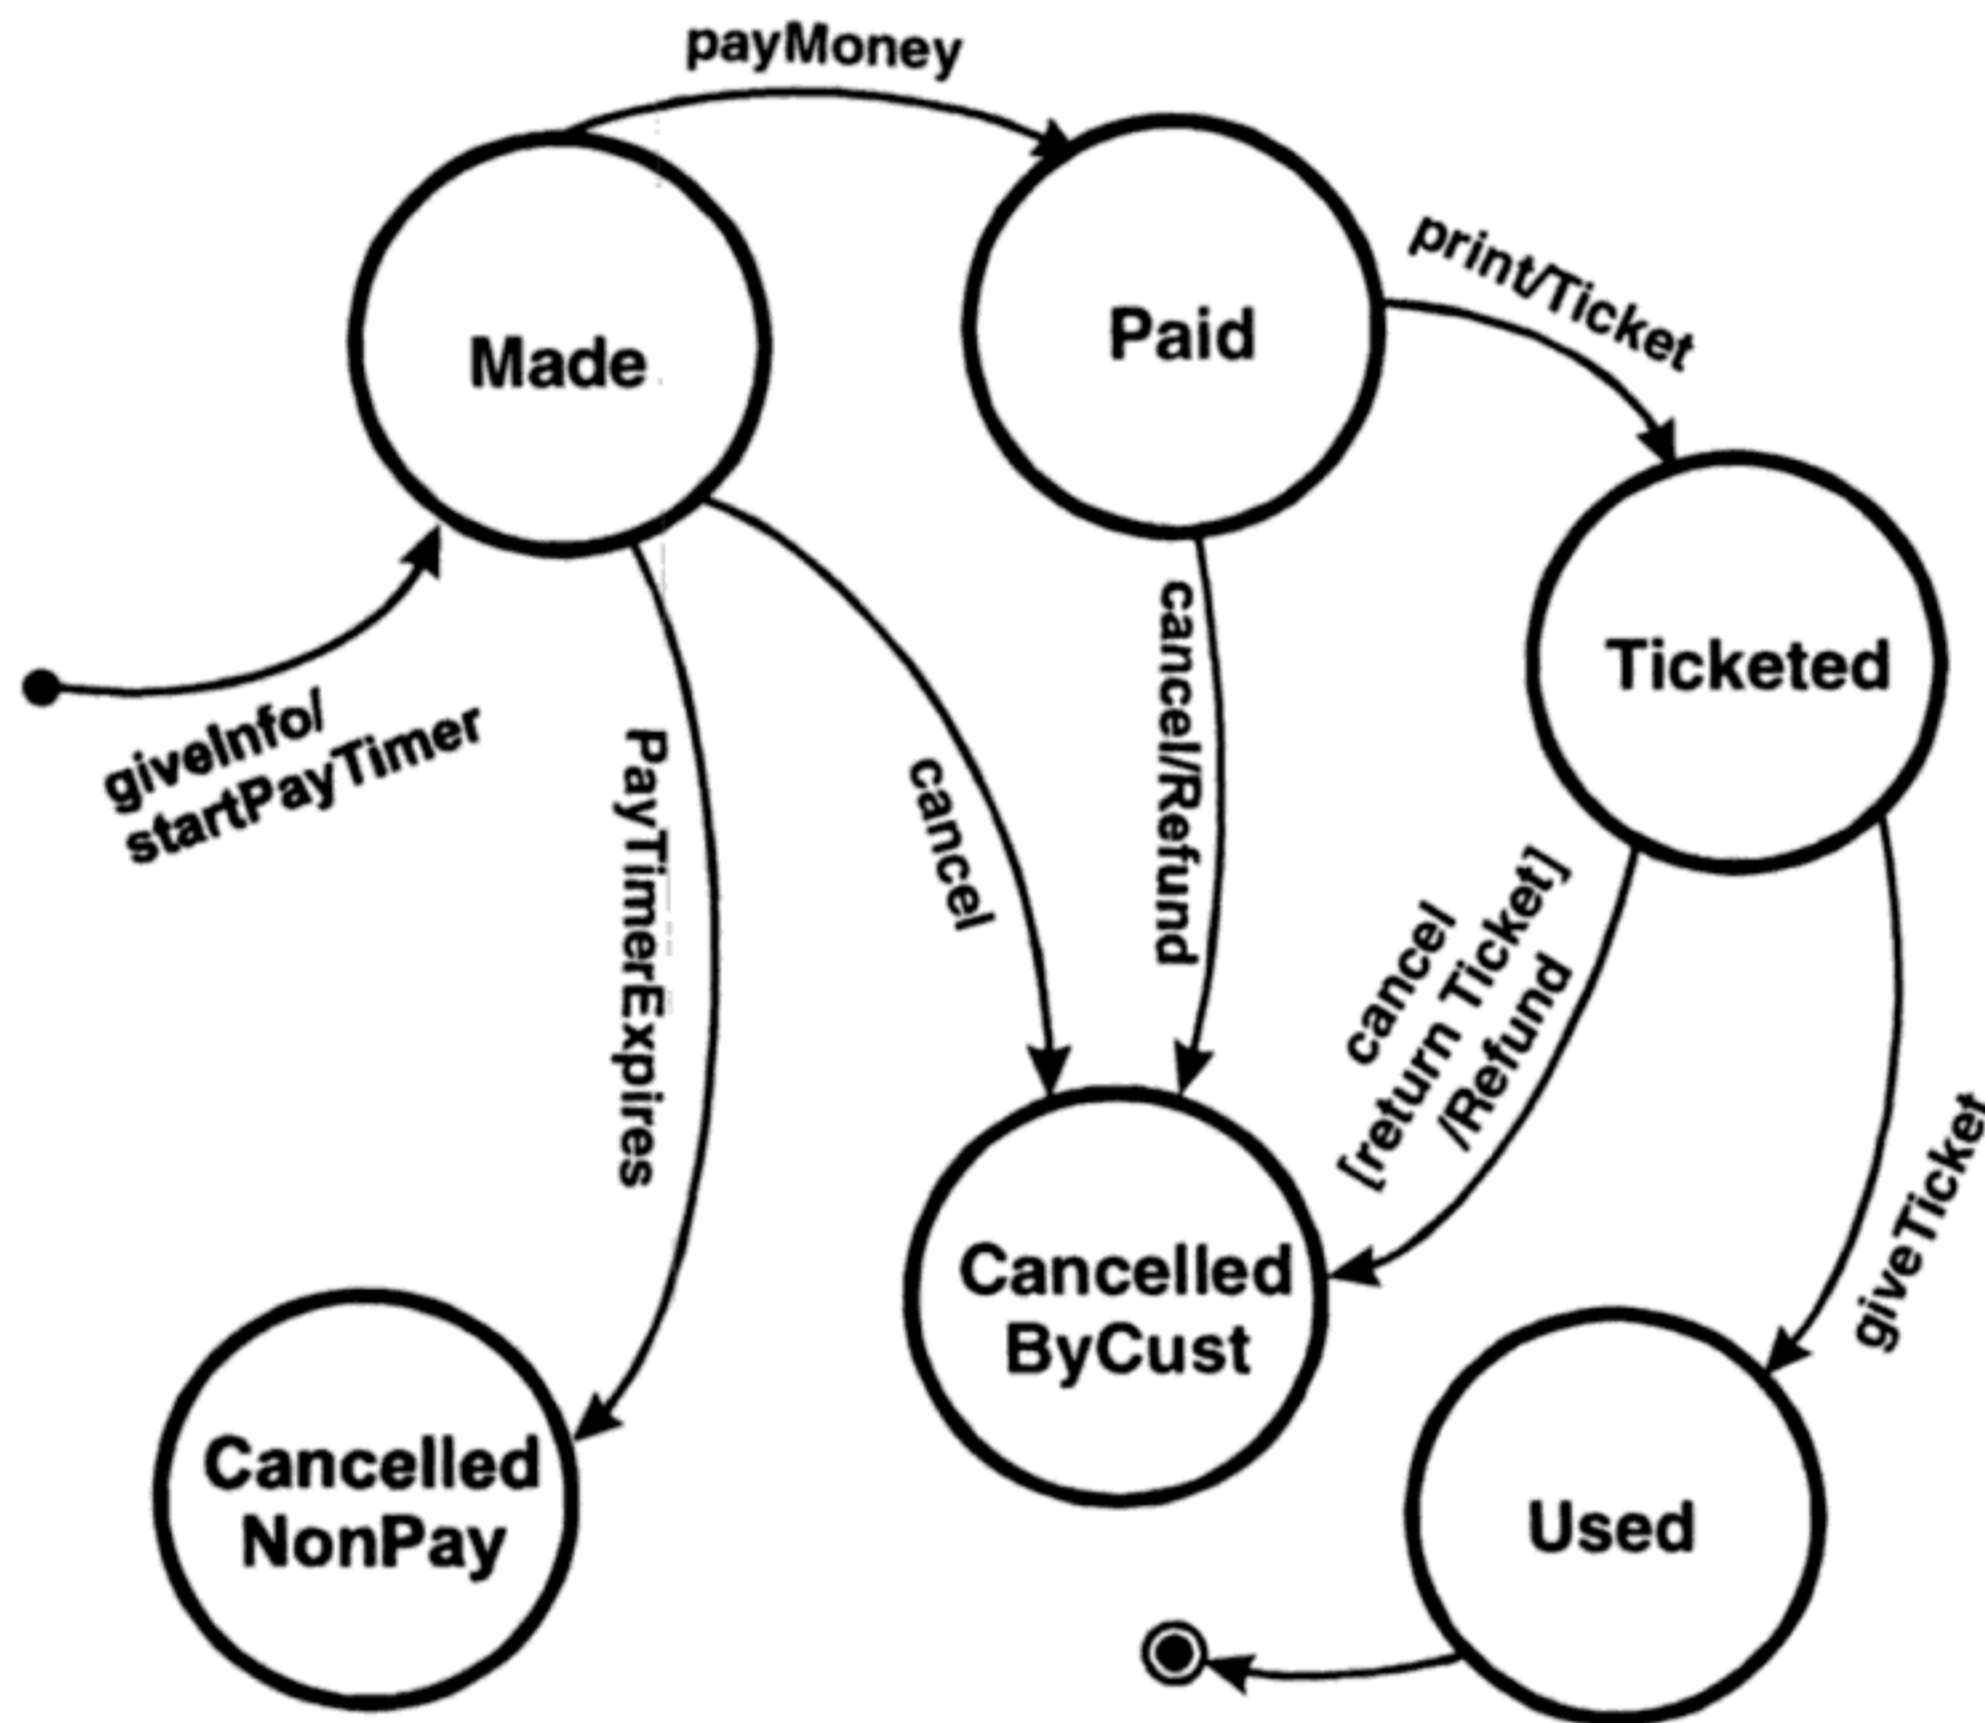 payMoney
Made
Paid
print/Ticket
Ticketed
giveInfo/
startPayTimer
PayTimerExpires
cancel
cancel/Refund
cancel
[return Ticket]
/Refund
giveTicket
Cancelled
ByCust
Cancelled
NonPay
Used